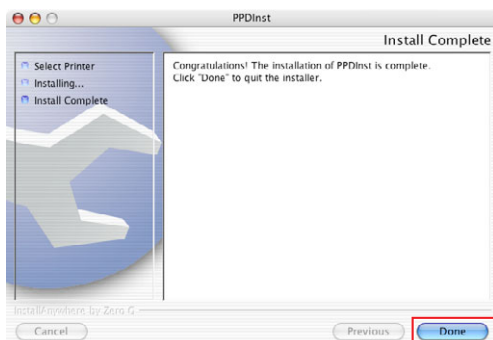 PPDInst
Install Complete
Select Printer
Installing...
Install Complete
Congratulations! The installation of PPDInst is complete.
Click "Done" to quit the installer.
InstallAnywhere by Zero G
Cancel
Previous
Done